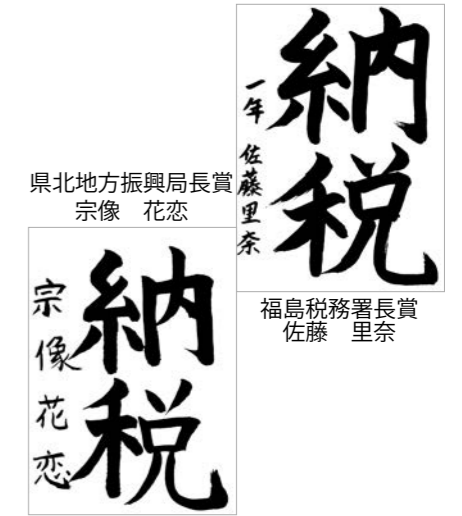 納税
一年 佐藤里奈
福島税務署長賞
佐藤 里奈
県北地方振興局長賞
宗像 花恋
納税
宗像花恋